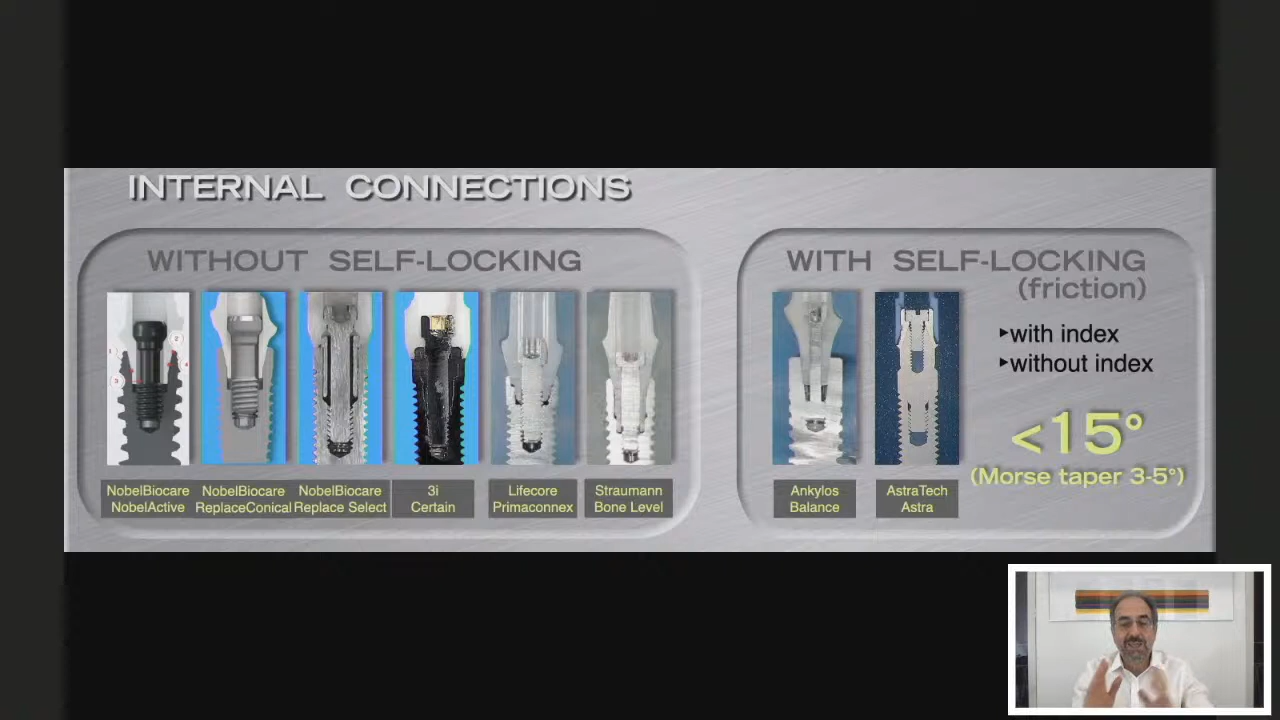 INTERNAL CONNECTIONS
WITHOUT SELF-LOCKING
NobelBiocare
NobelActive
NobelBiocare
ReplaceConical
NobelBiocare
Replace Select
3i
Certain
Lifecore
Primaconnex
Straumann
Bone Level
WITH SELF-LOCKING
(friction)
▸with index
▸without index
<15°
(Morse taper 3-5°)
Ankylos
Balance
AstraTech
Astra